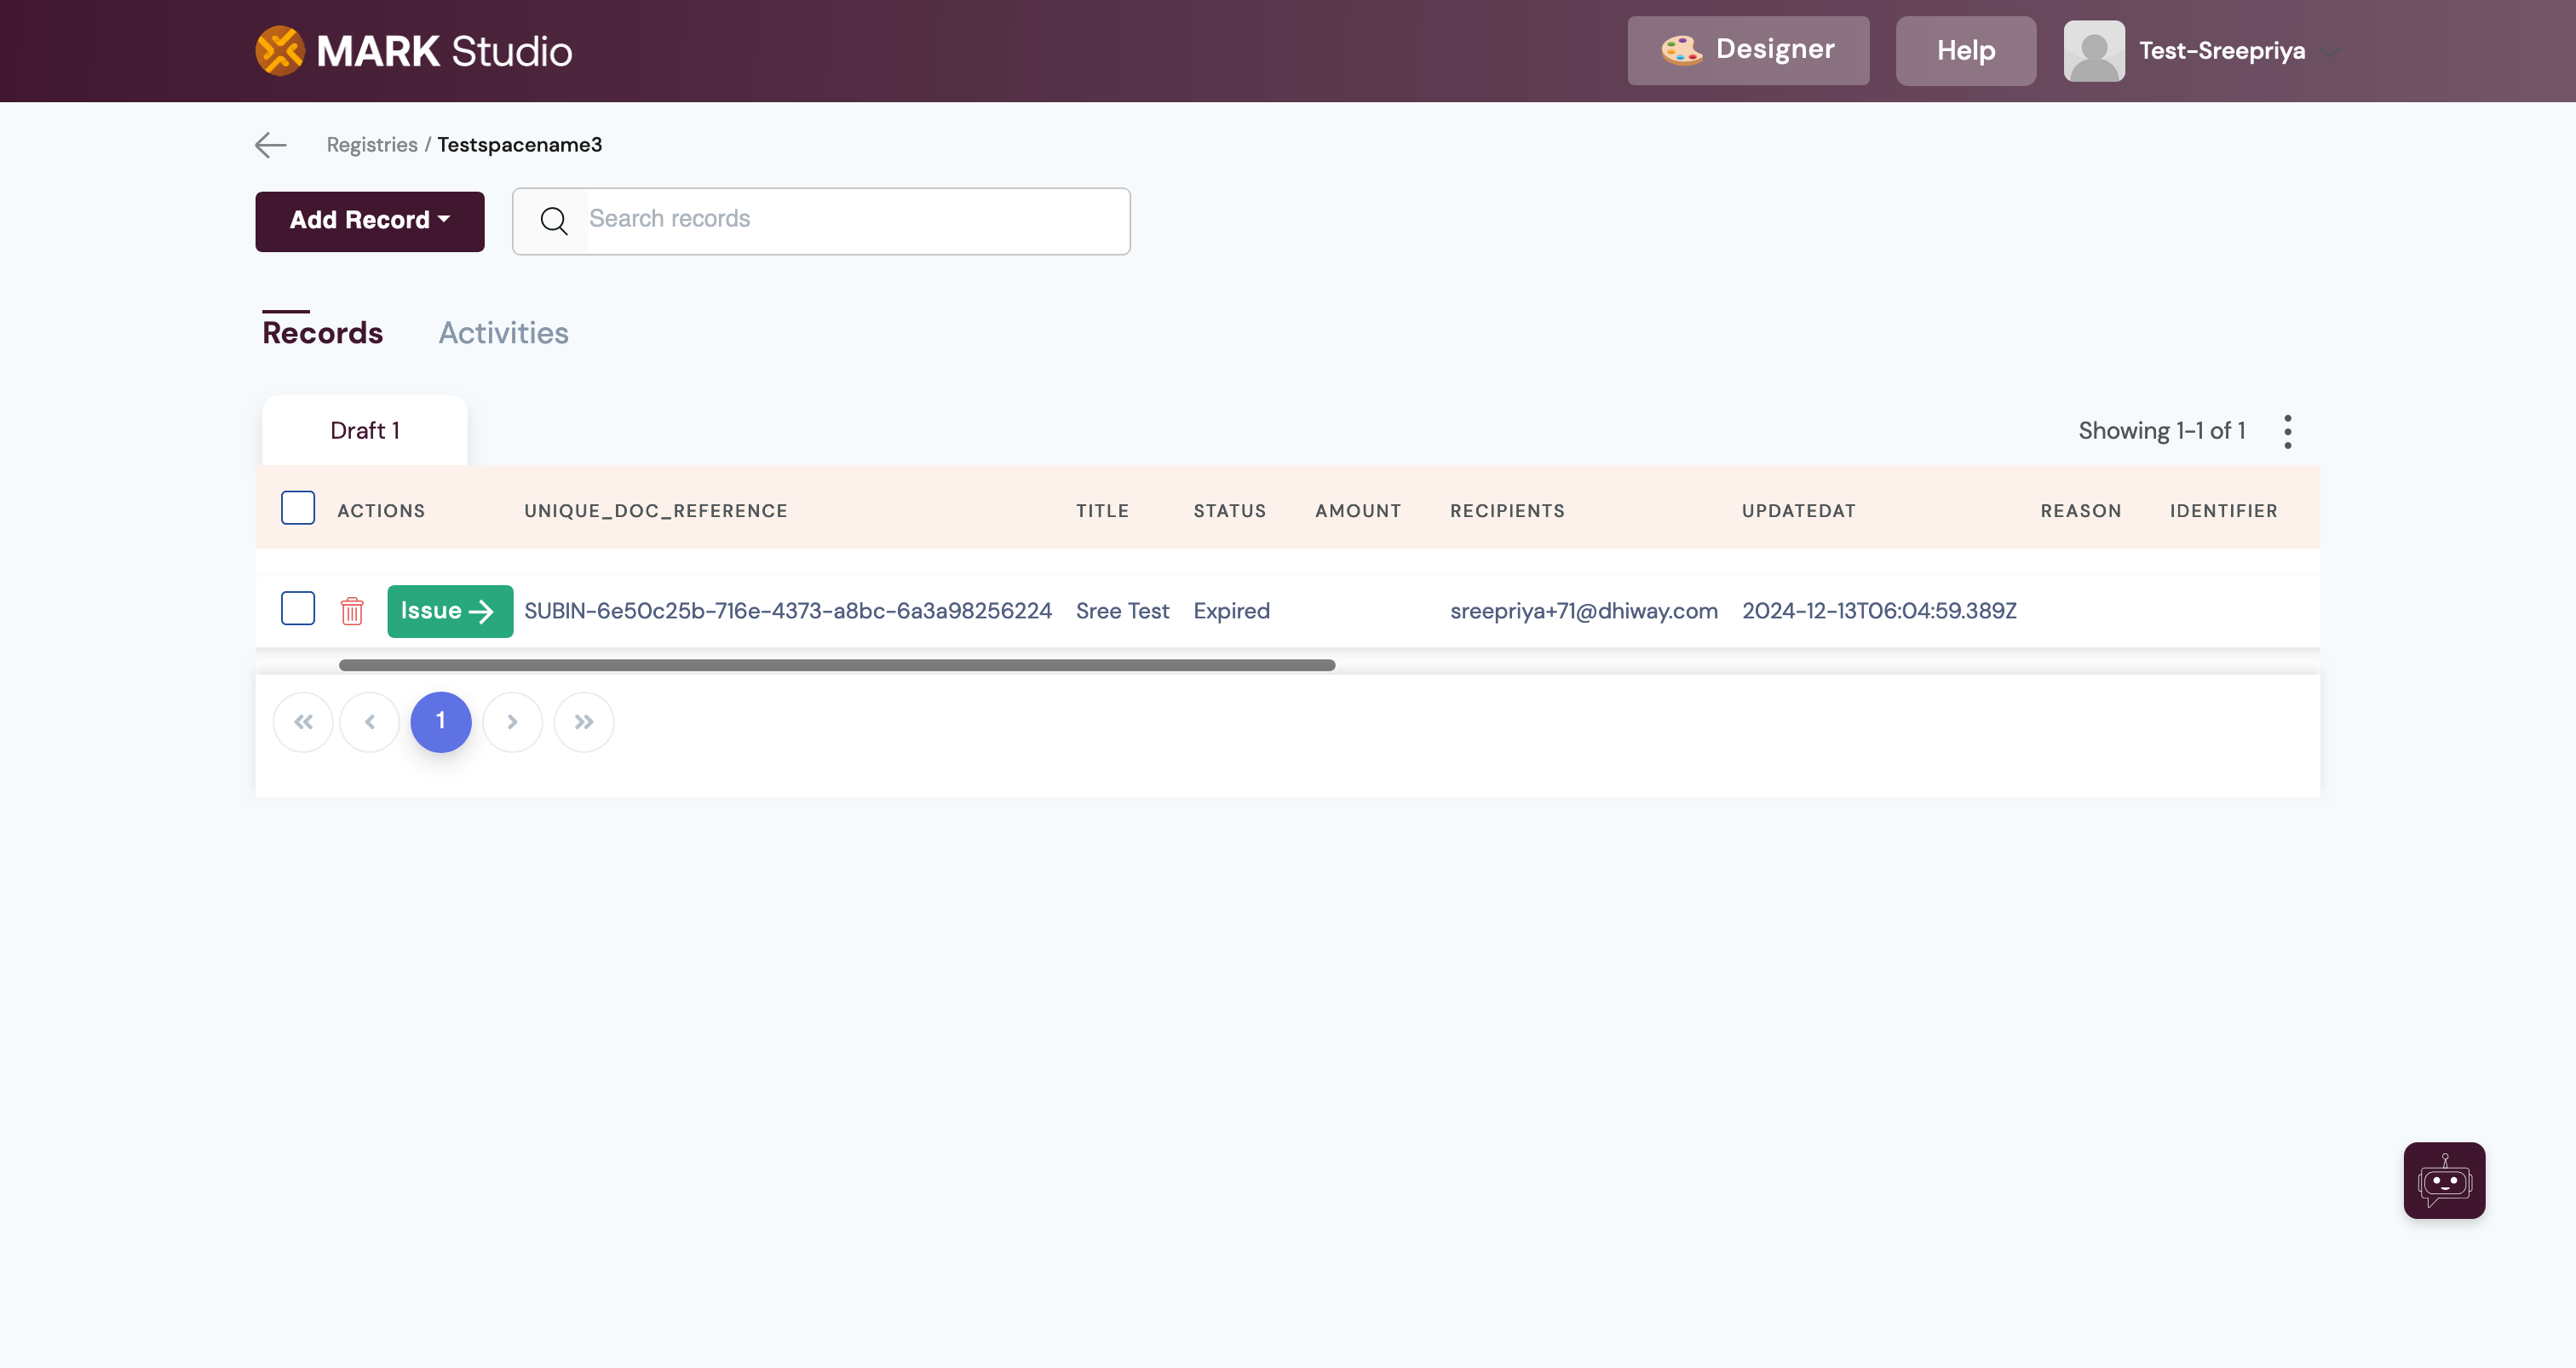 MARK Studio
Designer
Help
Test-Sreepriya
Registries / Testspacename3
Add Record
Search records
Records
Activities
Draft 1
Showing 1-1 of 1
ACTIONS UNIQUE_DOC_REFERENCE TITLE STATUS AMOUNT RECIPIENTS UPDATEDAT REASON IDENTIFIER
Issue SUBIN-6e50c25b-716e-4373-a8bc-6a3a98256224 Sree Test Expired sreepriya+71@dhiway.com 2024-12-13T06:04:59.389Z
1